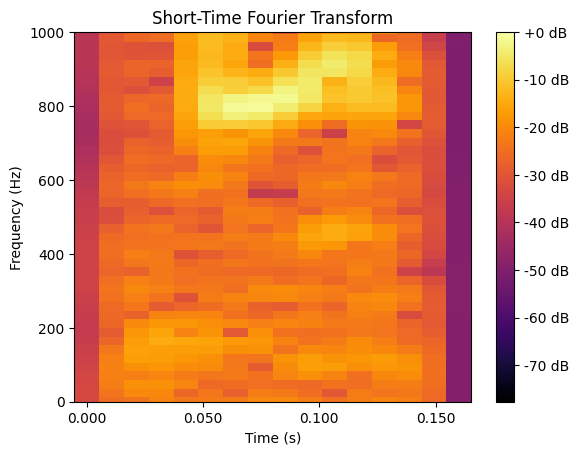 Short-Time Fourier Transform
1000
800
600
400
200
0
Frequency (Hz)
0.000
0.050
0.100
0.150
Time (s)
+0 dB
-10 dB
-20 dB
-30 dB
-40 dB
-50 dB
-60 dB
-70 dB